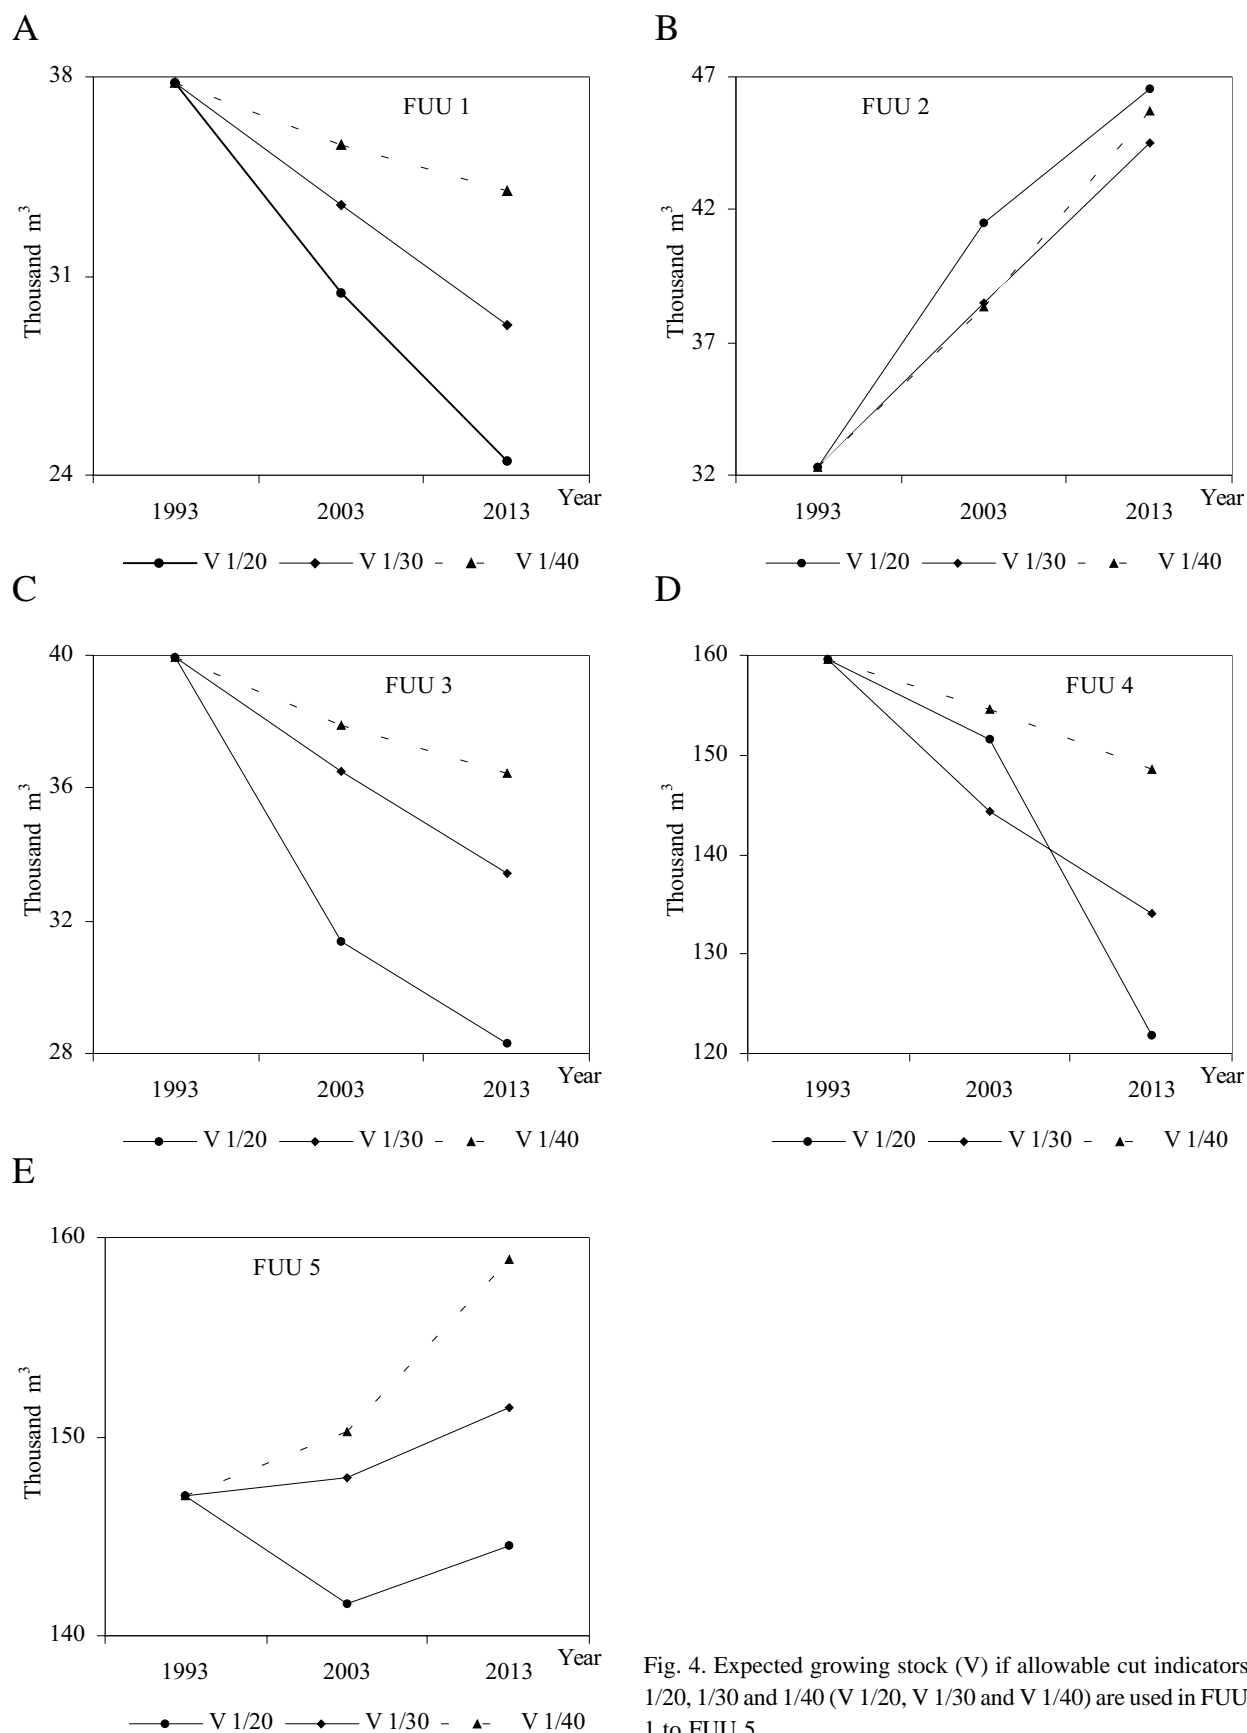 A
38
31
24
Thousand m³
FUU 1
1993 2003 2013
Year
V 1/20 V 1/30 V 1/40
B
47
42
37
32
Thousand m³
FUU 2
1993 2003 2013
Year
V 1/20 V 1/30 V 1/40
C
40
36
32
28
Thousand m³
FUU 3
1993 2003 2013
Year
V 1/20 V 1/30 V 1/40
D
160
150
140
130
120
Thousand m³
FUU 4
1993 2003 2013
Year
V 1/20 V 1/30 V 1/40
E
160
150
140
Thousand m³
FUU 5
1993 2003 2013
Year
V 1/20 V 1/30 V 1/40
Fig. 4. Expected growing stock (V) if allowable cut indicators
1/20, 1/30 and 1/40 (V 1/20, V 1/30 and V 1/40) are used in FUU
1 to FUU 5